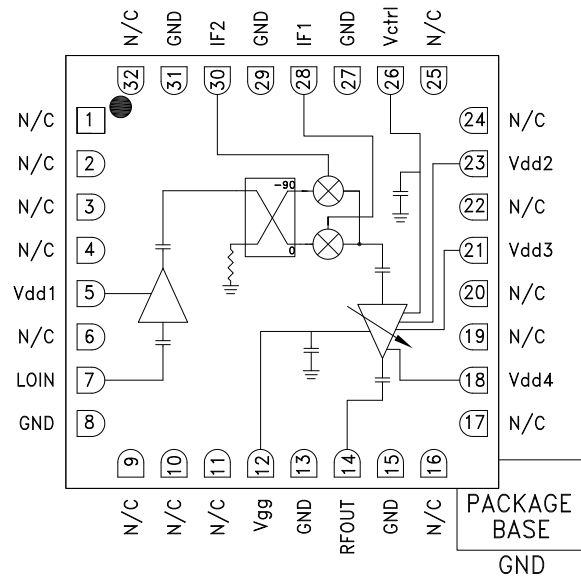 N/C
GND
IF2
GND
IF1
GND
Vctrl
N/C
32
31
30
29
28
27
26
25
N/C
1
24
N/C
N/C
2
23
Vdd2
N/C
3
-90
22
N/C
N/C
4
0
21
Vdd3
Vdd1
5
20
N/C
N/C
6
19
N/C
LOIN
7
18
Vdd4
GND
8
17
N/C
9
10
11
12
13
14
15
16
N/C
N/C
N/C
Vgg
GND
RFOUT
GND
N/C
PACKAGE
BASE
GND